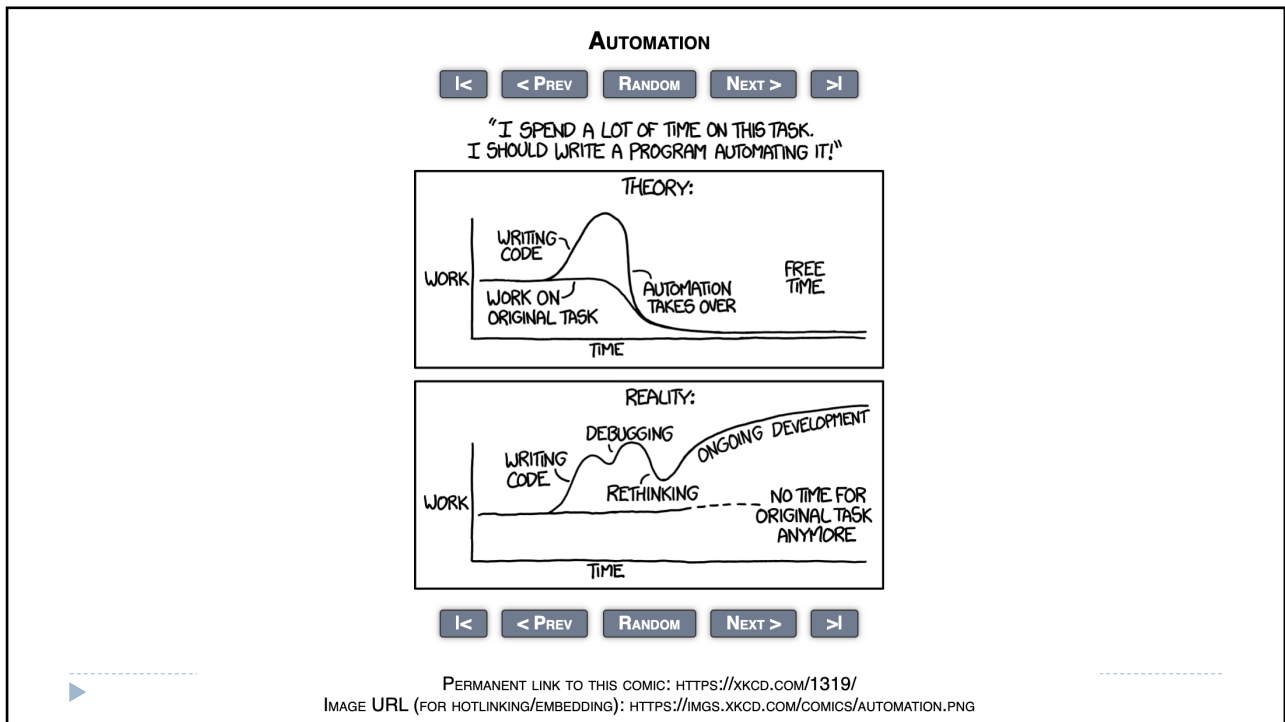 AUTOMATION
|< < PREV RANDOM NEXT > >|
"I SPEND A LOT OF TIME ON THIS TASK.
I SHOULD WRITE A PROGRAM AUTOMATING IT!"
THEORY:
WRITING
CODE
WORK
WORK ON
ORIGINAL TASK
AUTOMATION
TAKES OVER
FREE
TIME
TIME
REALITY:
DEBUGGING
ONGOING DEVELOPMENT
WRITING
CODE
RETHINKING
WORK
NO TIME FOR
ORIGINAL TASK
ANYMORE
TIME
|< < PREV RANDOM NEXT > >|
PERMANENT LINK TO THIS COMIC: HTTPS://XKCD.COM/1319/
IMAGE URL (FOR HOTLINKING/EMBEDDING): HTTPS://IMGS.XKCD.COM/COMICS/AUTOMATION.PNG